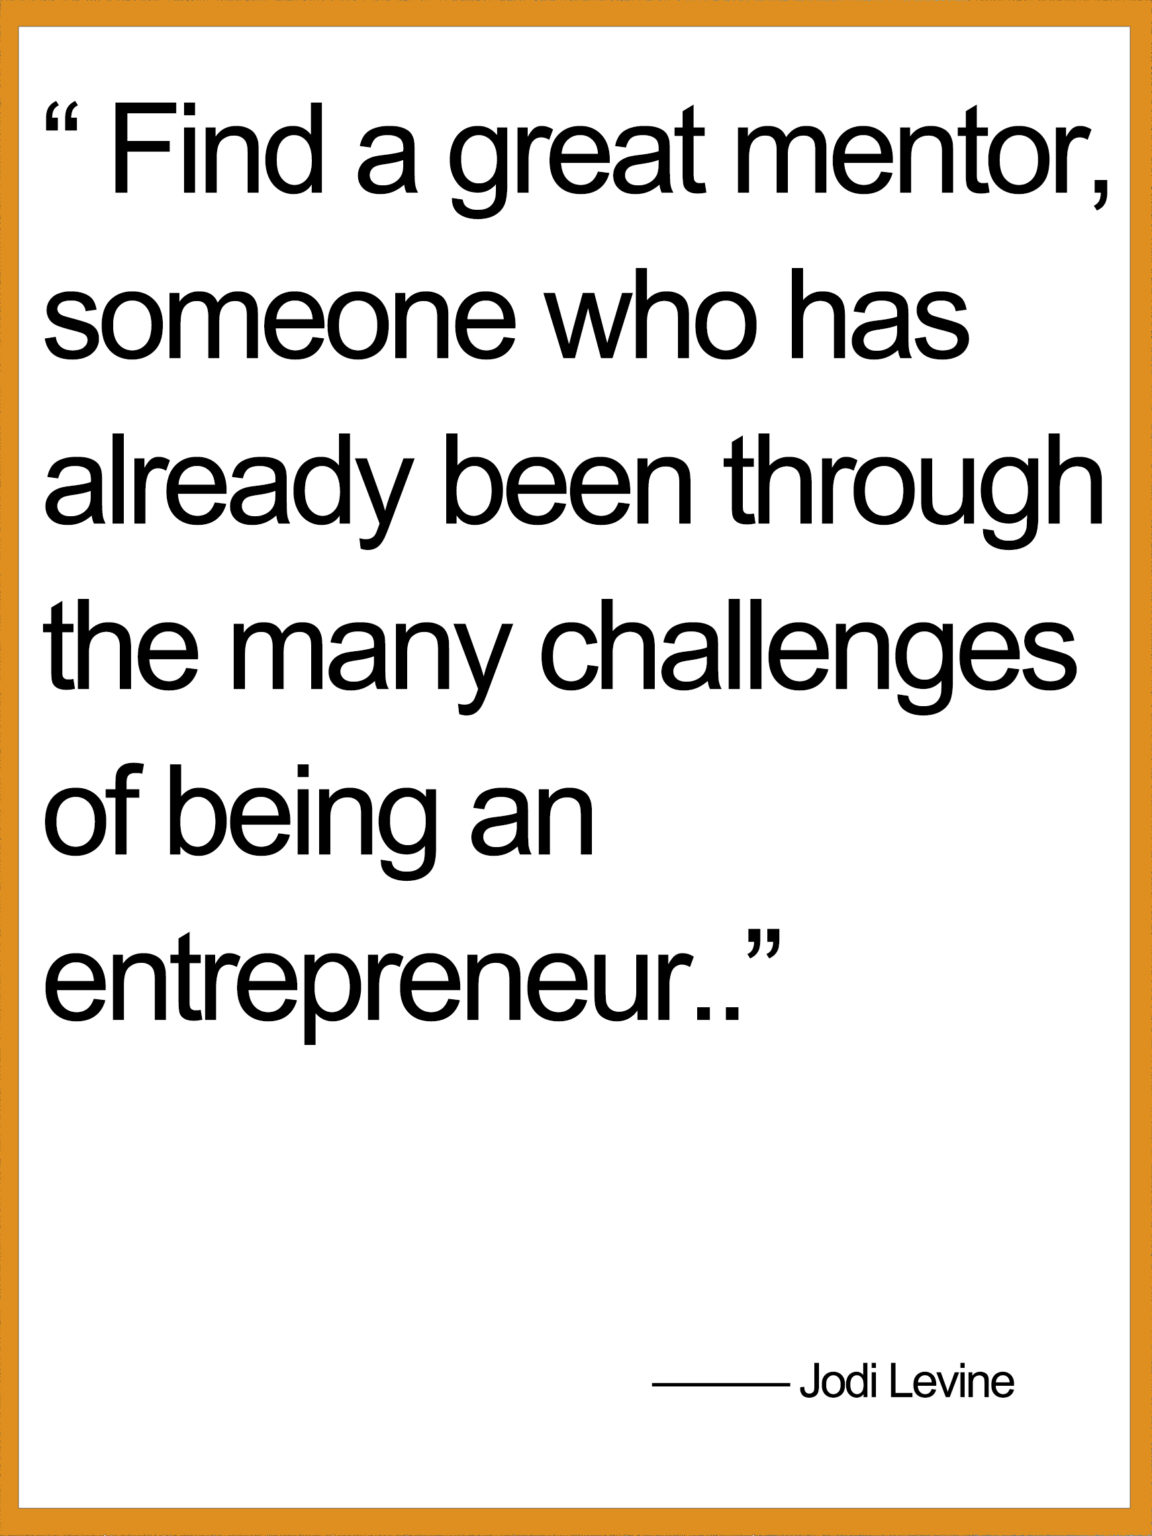 “ Find a great mentor,
someone who has
already been through
the many challenges
of being an
entrepreneur..”
——— Jodi Levine